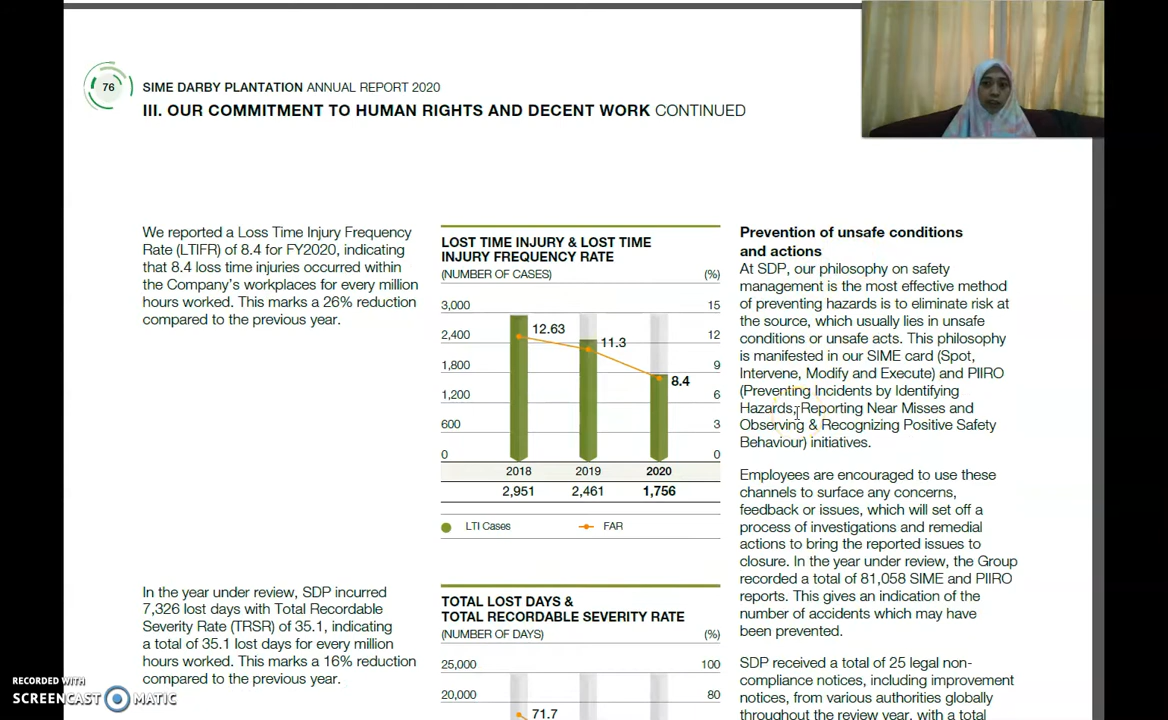 76
SIME DARBY PLANTATION ANNUAL REPORT 2020
III. OUR COMMITMENT TO HUMAN RIGHTS AND DECENT WORK CONTINUED
We reported a Loss Time Injury Frequency
Rate (LTIFR) of 8.4 for FY2020, indicating
that 8.4 loss time injuries occurred within
the Company's workplaces for every million
hours worked. This marks a 26% reduction
compared to the previous year.
In the year under review, SDP incurred
7,326 lost days with Total Recordable
Severity Rate (TRSR) of 35.1, indicating
a total of 35.1 lost days for every million
hours worked. This marks a 16% reduction
compared to the previous year.
LOST TIME INJURY & LOST TIME
INJURY FREQUENCY RATE
(NUMBER OF CASES) (%)
3,000 15
12.63
2,400 12
11.3
1,800 9
8.4
1,200 6
600 3
0 0
2018 2019 2020
2,951 2,461 1,756
LTI Cases FAR
TOTAL LOST DAYS &
TOTAL RECORDABLE SEVERITY RATE
(NUMBER OF DAYS) (%)
25,000 100
20,000 80
71.7
Prevention of unsafe conditions
and actions
At SDP, our philosophy on safety
management is the most effective method
of preventing hazards is to eliminate risk at
the source, which usually lies in unsafe
conditions or unsafe acts. This philosophy
is manifested in our SIME card (Spot,
Intervene, Modify and Execute) and PIIRO
(Preventing Incidents by Identifying
Hazards, Reporting Near Misses and
Observing & Recognizing Positive Safety
Behaviour) initiatives.
Employees are encouraged to use these
channels to surface any concerns,
feedback or issues, which will set off a
process of investigations and remedial
actions to bring the reported issues to
closure. In the year under review, the Group
recorded a total of 81,058 SIME and PIIRO
reports. This gives an indication of the
number of accidents which may have
been prevented.
SDP received a total of 25 legal non-
compliance notices, including improvement
notices, from various authorities globally
throughout the review year, with a total
RECORDED WITH
SCREENCAST MATIC